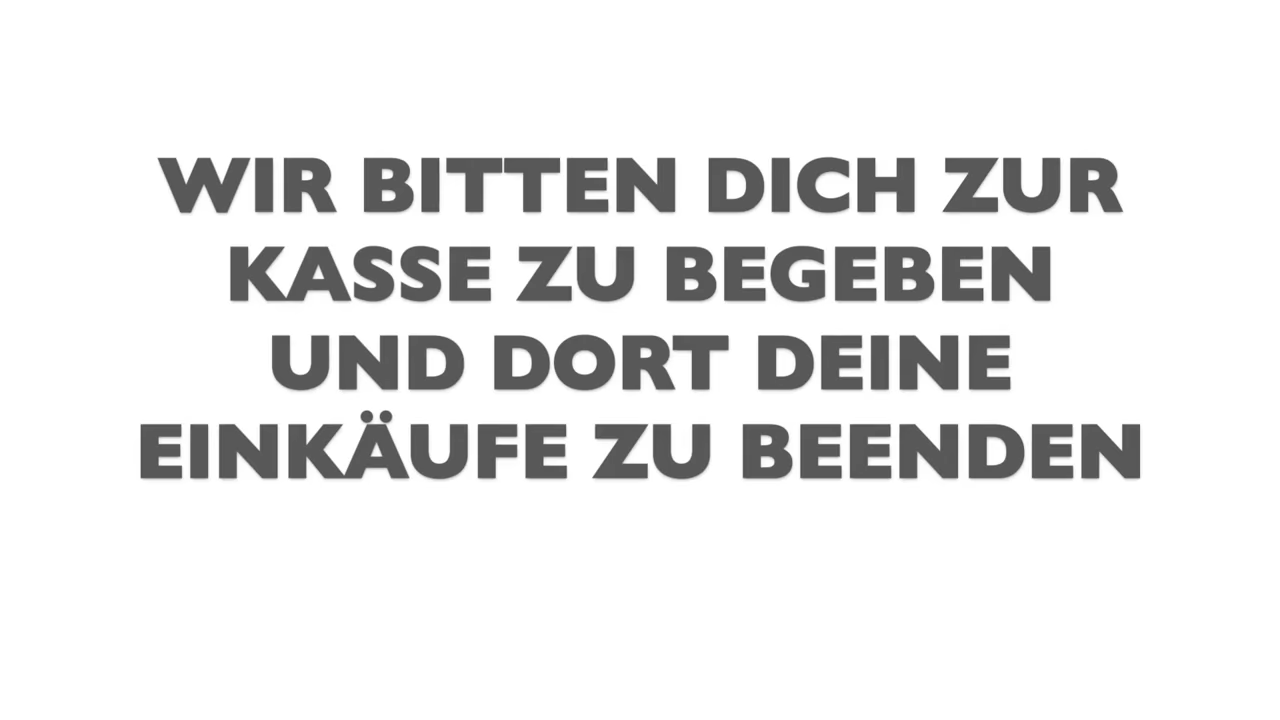 WIR BITTEN DICH ZUR
KASSE ZU BEGEBEN
UND DORT DEINE
EINKÄUFE ZU BEENDEN